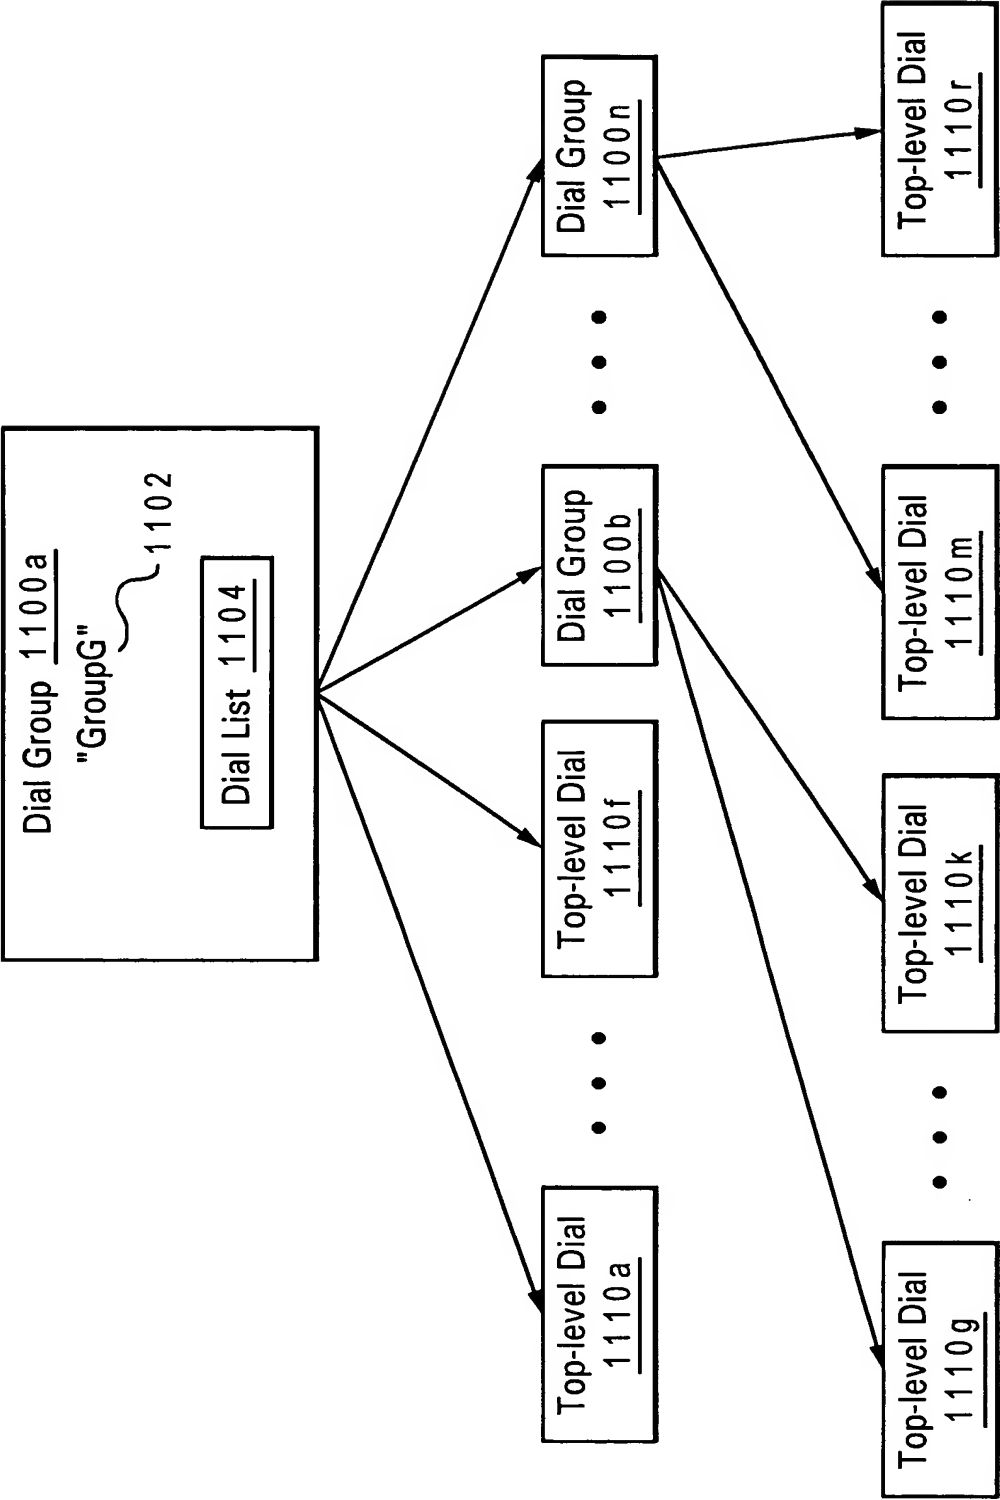 Dial Group 1100a
"GroupG"
1102
Dial List 1104
Top-level Dial
1110a
Top-level Dial
1110f
Dial Group
1100b
Dial Group
1100n
Top-level Dial
1110g
Top-level Dial
1110k
Top-level Dial
1110m
Top-level Dial
1110r